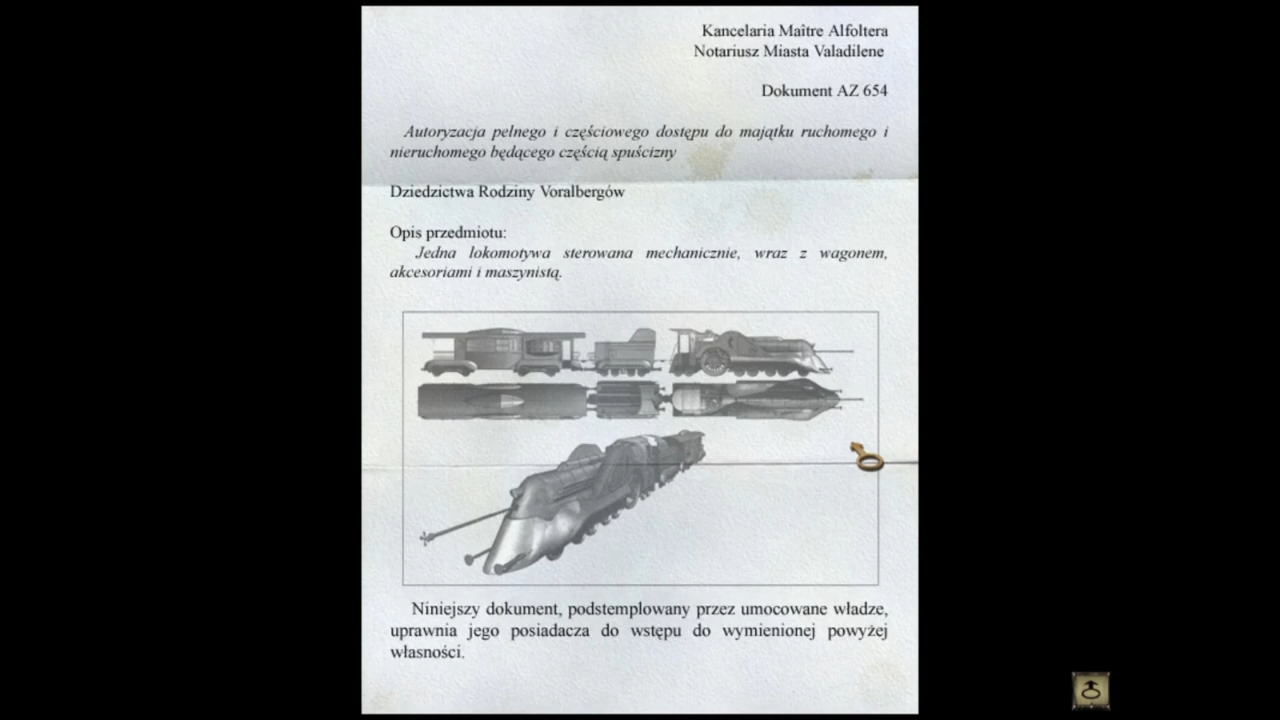 Kancelaria Maître Alfoltera
Notariusz Miasta Valadilene
Dokument AZ 654
Autoryzacja pełnego i częściowego dostępu do majątku ruchomego i
nieruchomego będącego częścią spuścizny
Dziedzictwa Rodziny Voralbergów
Opis przedmiotu:
Jedna lokomotywa sterowana mechanicznie, wraz z wagonem,
akcesoriami i maszynistą.
Niniejszy dokument, podstemplowany przez umocowane władze,
uprawnia jego posiadacza do wstępu do wymienionej powyżej
własności.